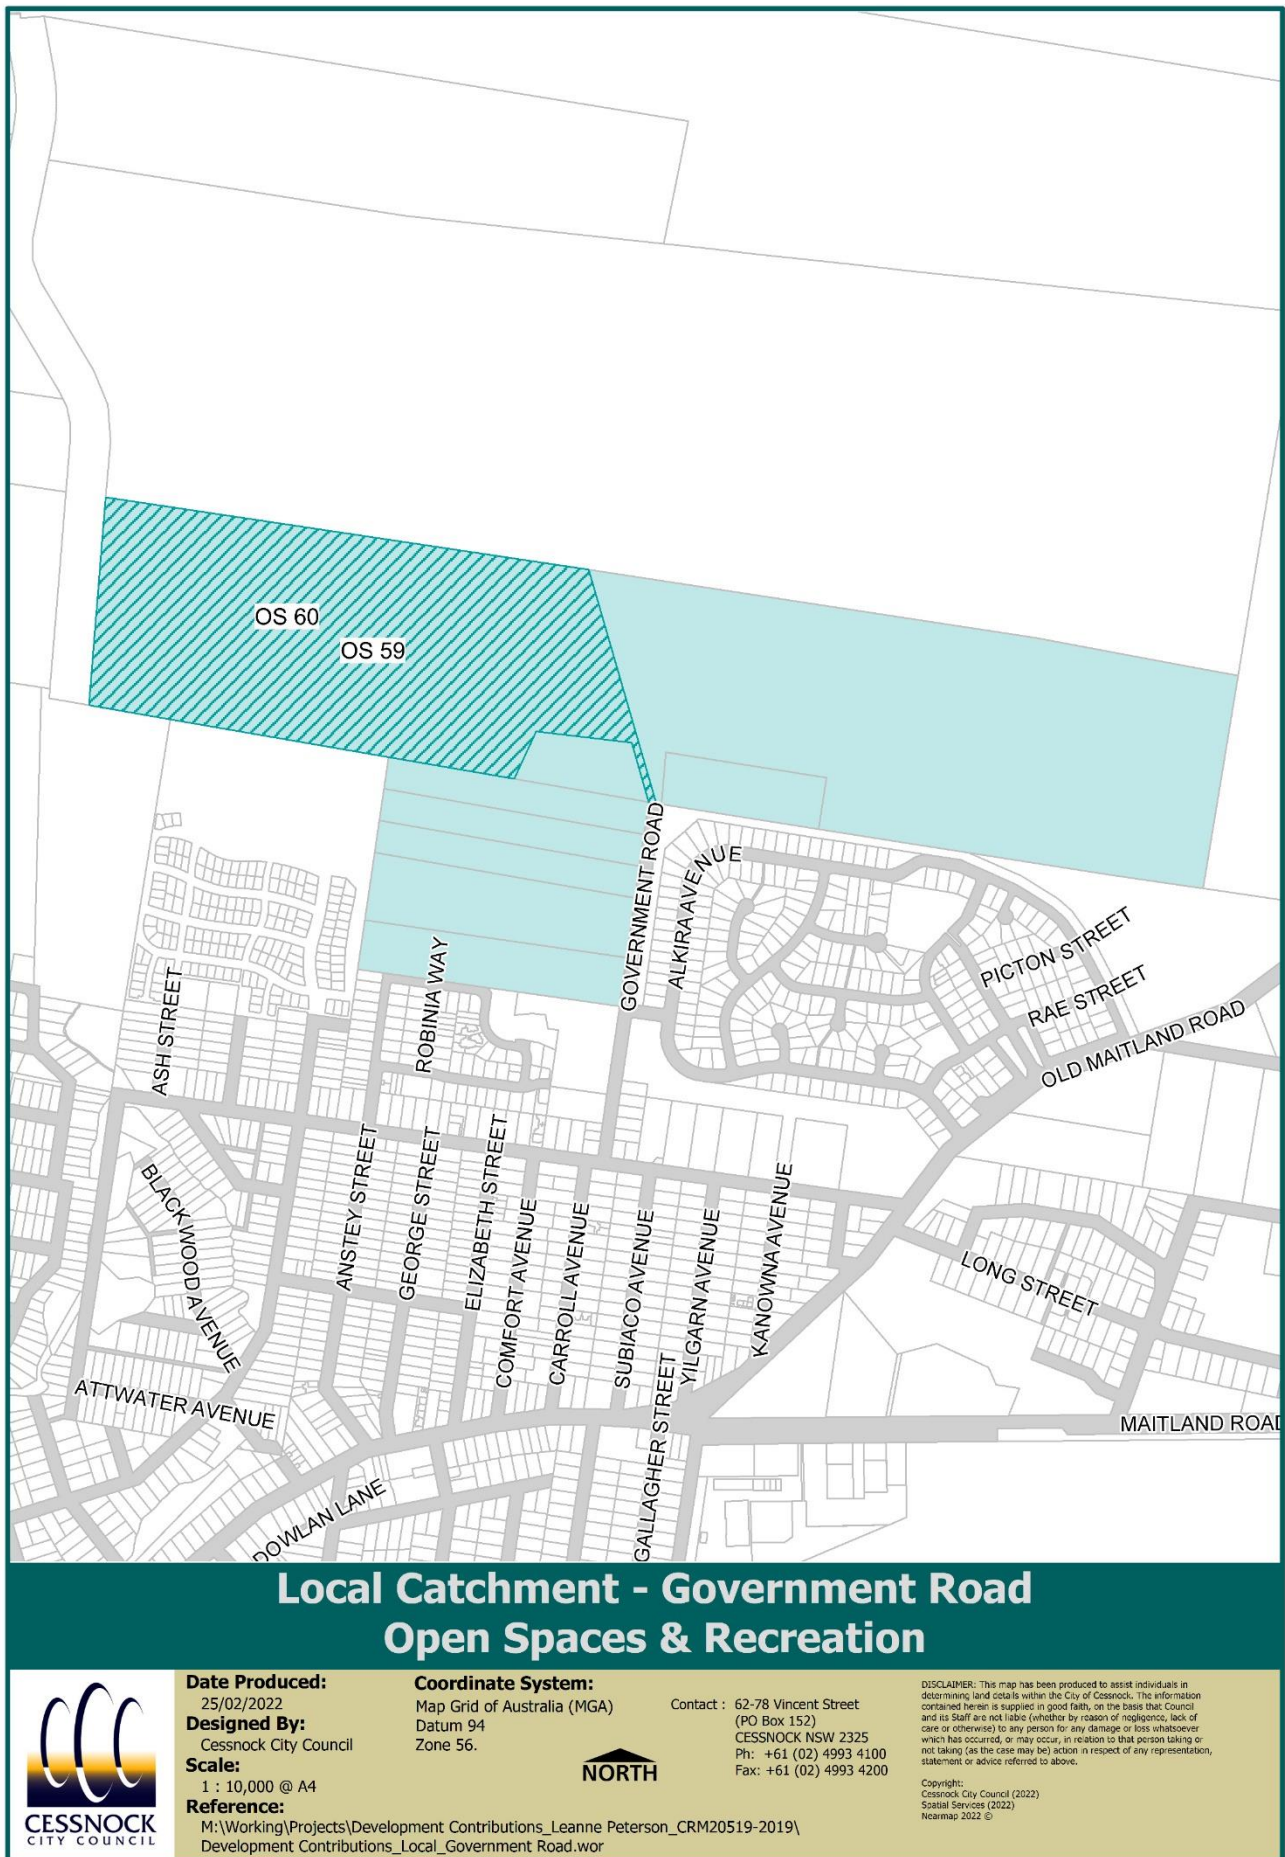 OS 60
OS 59
GOVERNMENT ROAD
ALKIRA AVENUE
PICTON STREET
RAE STREET
OLD MAITLAND ROAD
ROBINIA WAY
ASH STREET
BLACKWOOD AVENUE
ANSTEY STREET
GEORGE STREET
ELIZABETH STREET
COMFORT AVENUE
CARROLL AVENUE
SUBIACO AVENUE
YILGARN AVENUE
KANOWNA AVENUE
LONG STREET
ATTWATER AVENUE
GALLAGHER STREET
MAITLAND ROAD
DOWLAN LANE
Local Catchment - Government Road
Open Spaces & Recreation
CESSNOCK
CITY COUNCIL
Date Produced:
25/02/2022
Designed By:
Cessnock City Council
Scale:
1 : 10,000 @ A4
Reference:
M:\Working\Projects\Development Contributions_Leanne Peterson_CRM20519-2019\
Development Contributions_Local_Government Road.wor
Coordinate System:
Map Grid of Australia (MGA)
Datum 94
Zone 56.
NORTH
Contact : 62-78 Vincent Street
(PO Box 152)
CESSNOCK NSW 2325
Ph: +61 (02) 4993 4100
Fax: +61 (02) 4993 4200
DISCLAIMER: This map has been produced to assist individuals in
determining land details within the City of Cessnock. The information
contained herein is supplied in good faith, on the basis that Council
and its Staff are not liable (whether by reason of negligence, lack of
care or otherwise) to any person for any damage or loss whatsoever
which has occurred, or may occur, in relation to that person taking or
not taking (as the case may be) action in respect of any representation,
statement or advice referred to above.
Copyright:
Cessnock City Council (2022)
Spatial Services (2022)
Nearmap 2022 ©